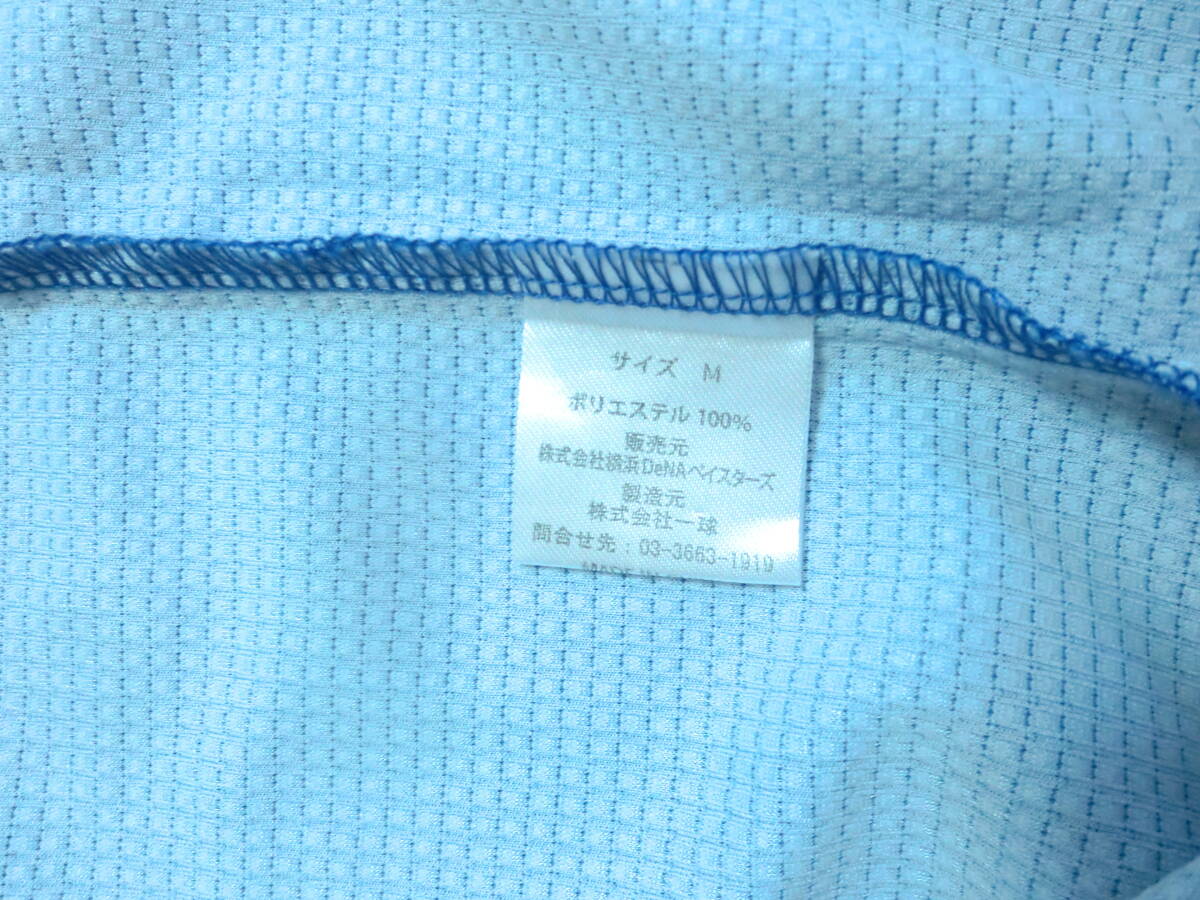 サイズ M
ポリエステル 100%
販売元
株式会社横浜DeNAベイスターズ
製造元
株式会社一球
問合せ先：03-3663-1919
MADE IN